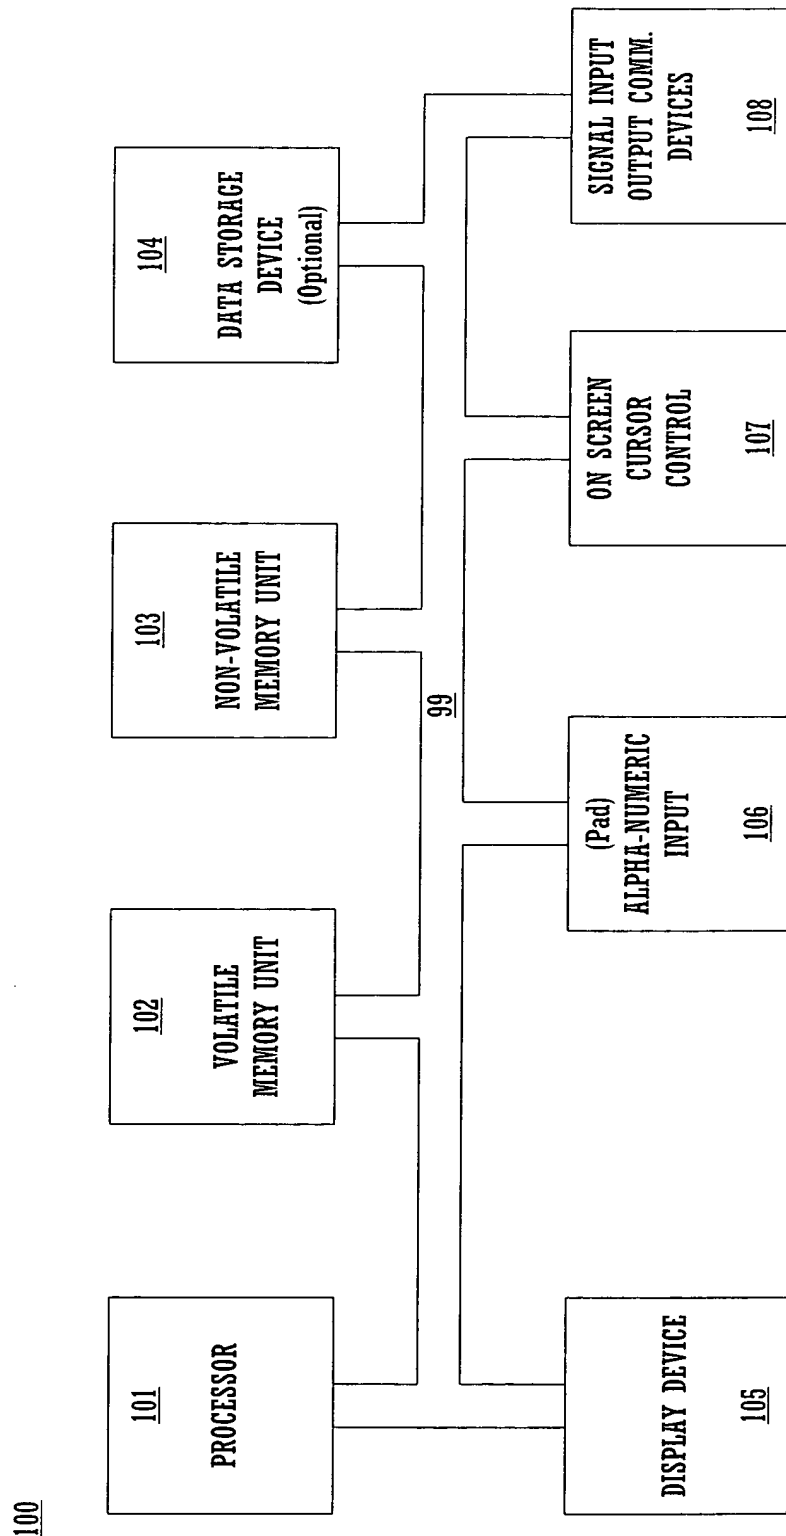 100
101
PROCESSOR
102
VOLATILE
MEMORY UNIT
103
NON-VOLATILE
MEMORY UNIT
104
DATA STORAGE
DEVICE
(Optional)
99
DISPLAY DEVICE
105
(Pad)
ALPHA-NUMERIC
INPUT
106
ON SCREEN
CURSOR
CONTROL
107
SIGNAL INPUT
OUTPUT COMM.
DEVICES
108